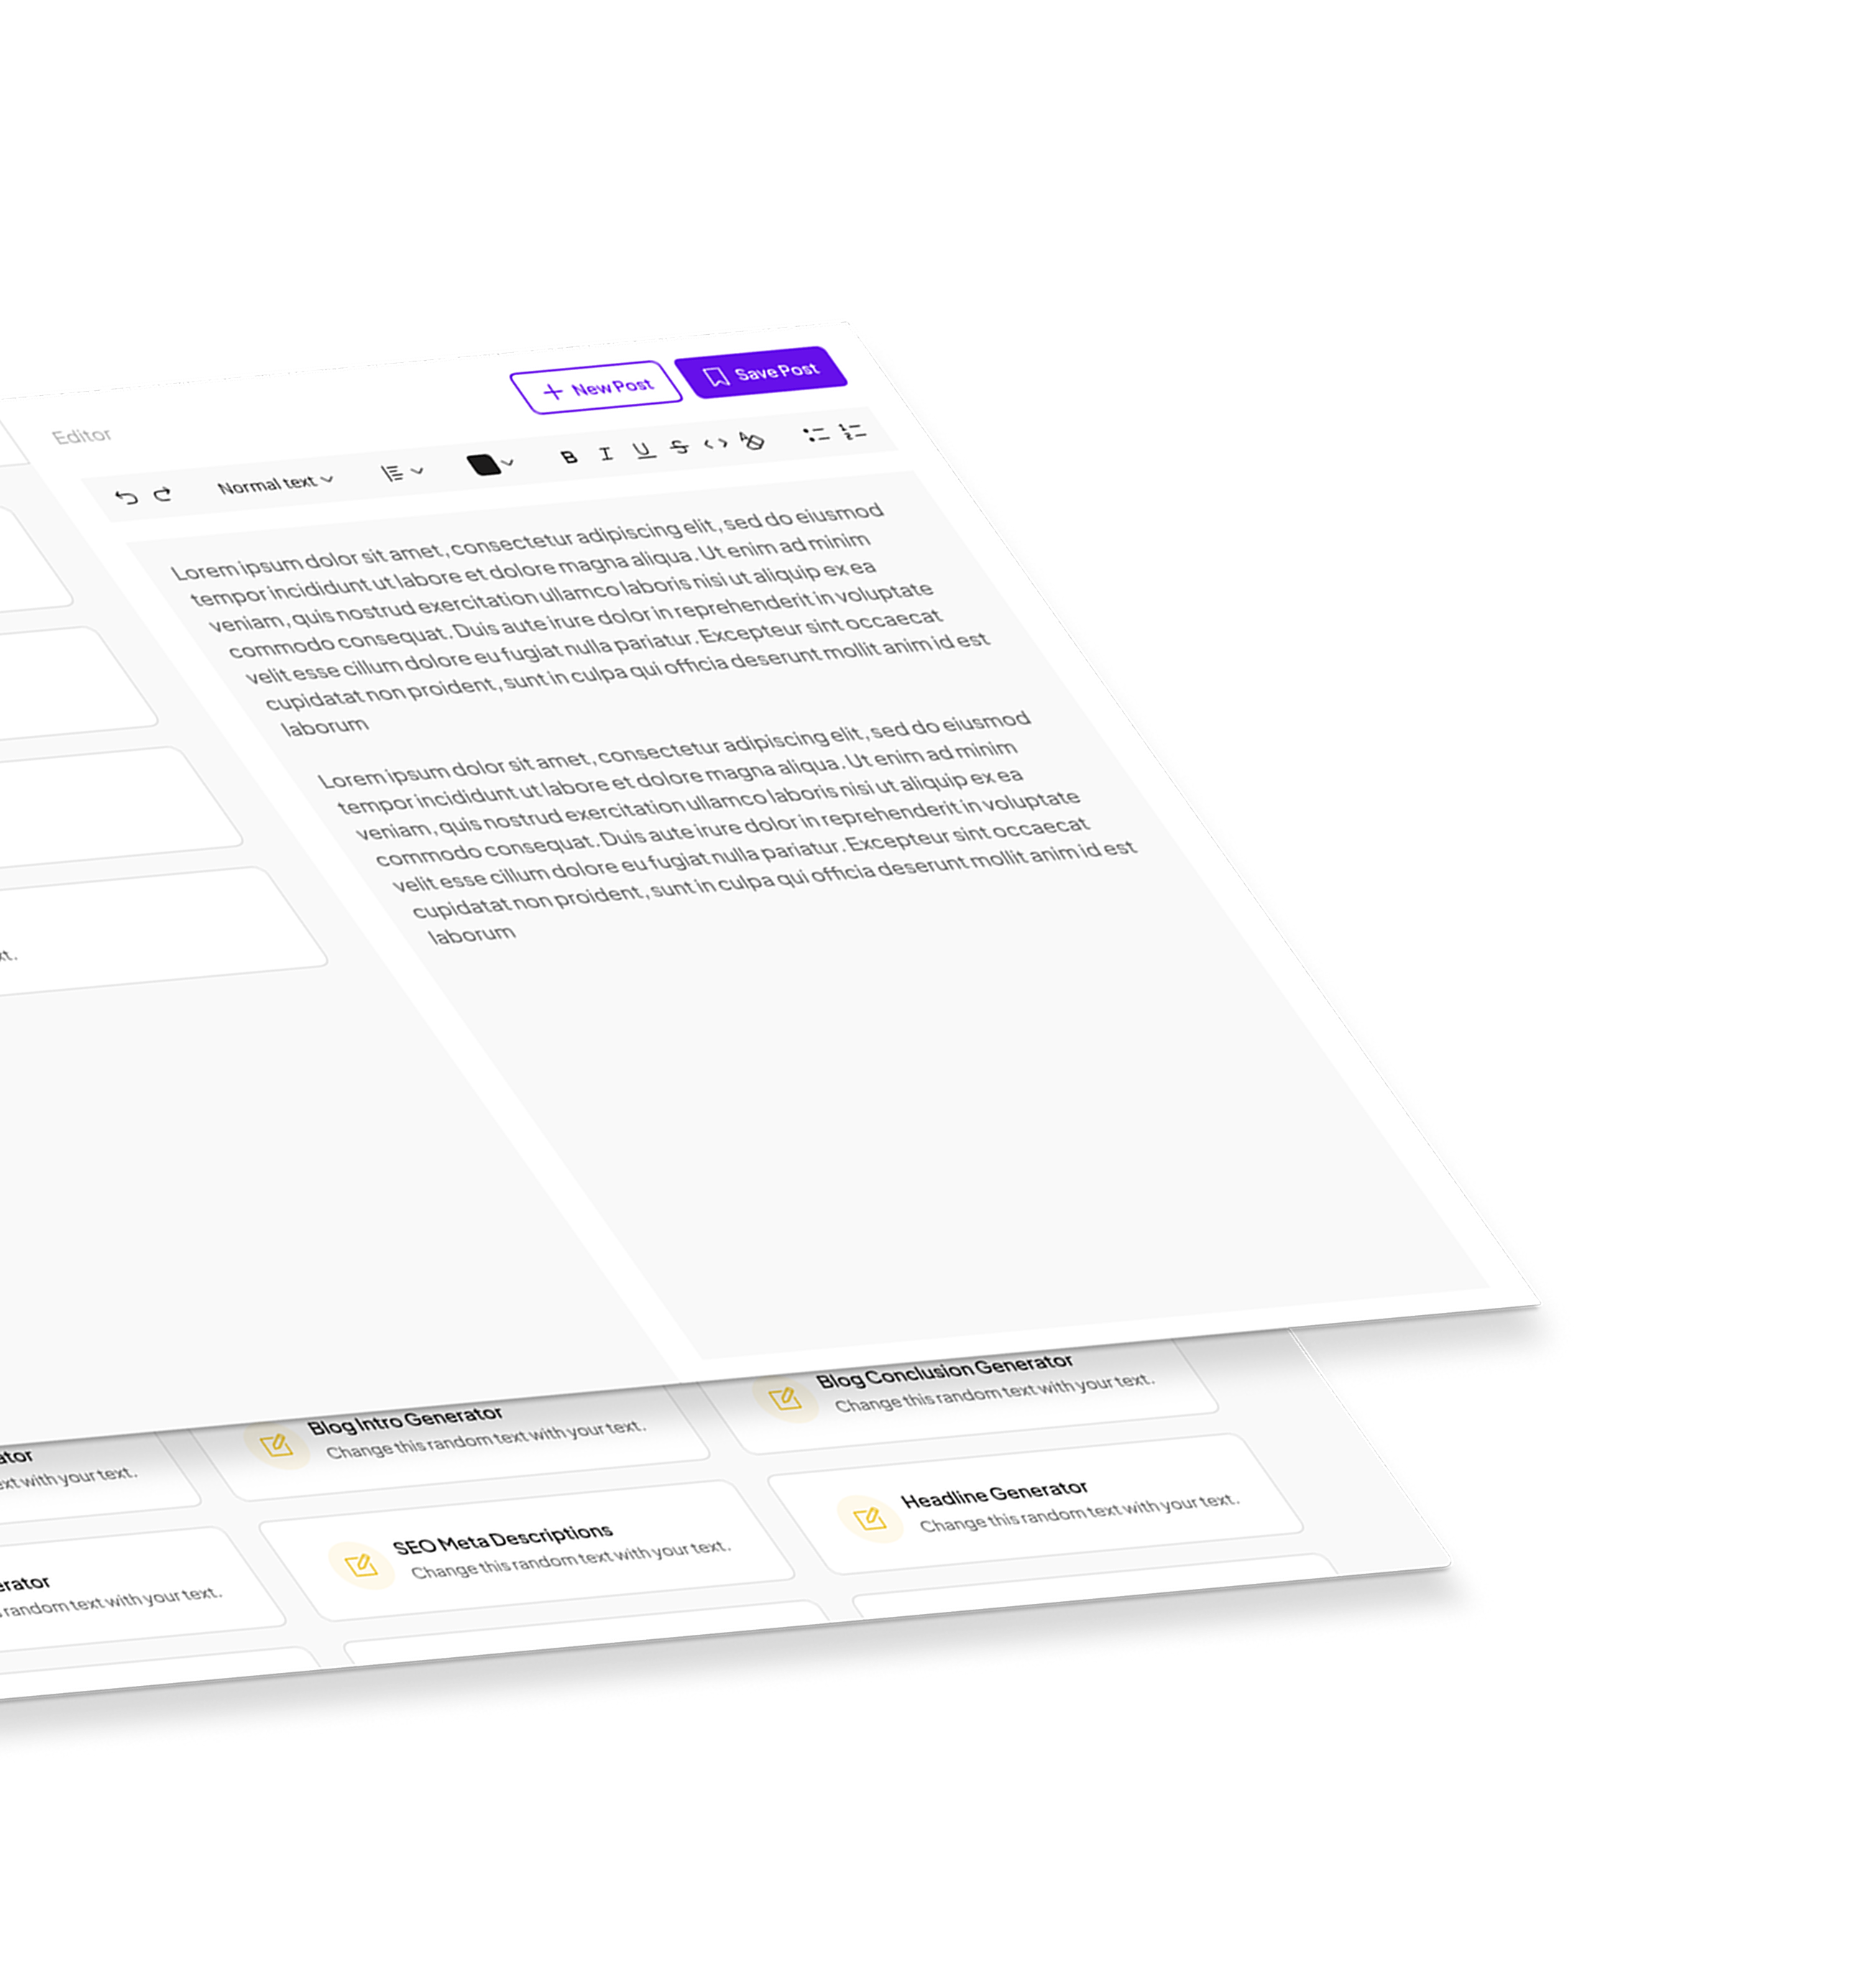 New Post
Save Post
Editor
Normal text
Lorem ipsum dolor sit amet, consectetur adipiscing elit, sed do eiusmod
tempor incididunt ut labore et dolore magna aliqua. Ut enim ad minim
veniam, quis nostrud exercitation ullamco laboris nisi ut aliquip ex ea
commodo consequat. Duis aute irure dolor in reprehenderit in voluptate
velit esse cillum dolore eu fugiat nulla pariatur. Excepteur sint occaecat
cupidatat non proident, sunt in culpa qui officia deserunt mollit anim id est
laborum
Lorem ipsum dolor sit amet, consectetur adipiscing elit, sed do eiusmod
tempor incididunt ut labore et dolore magna aliqua. Ut enim ad minim
veniam, quis nostrud exercitation ullamco laboris nisi ut aliquip ex ea
commodo consequat. Duis aute irure dolor in reprehenderit in voluptate
velit esse cillum dolore eu fugiat nulla pariatur. Excepteur sint occaecat
cupidatat non proident, sunt in culpa qui officia deserunt mollit anim id est
laborum
with your text.
Blog Intro Generator
Change this random text with your text.
Blog Conclusion Generator
Change this random text with your text.
random text with your text.
SEO Meta Descriptions
Change this random text with your text.
Headline Generator
Change this random text with your text.